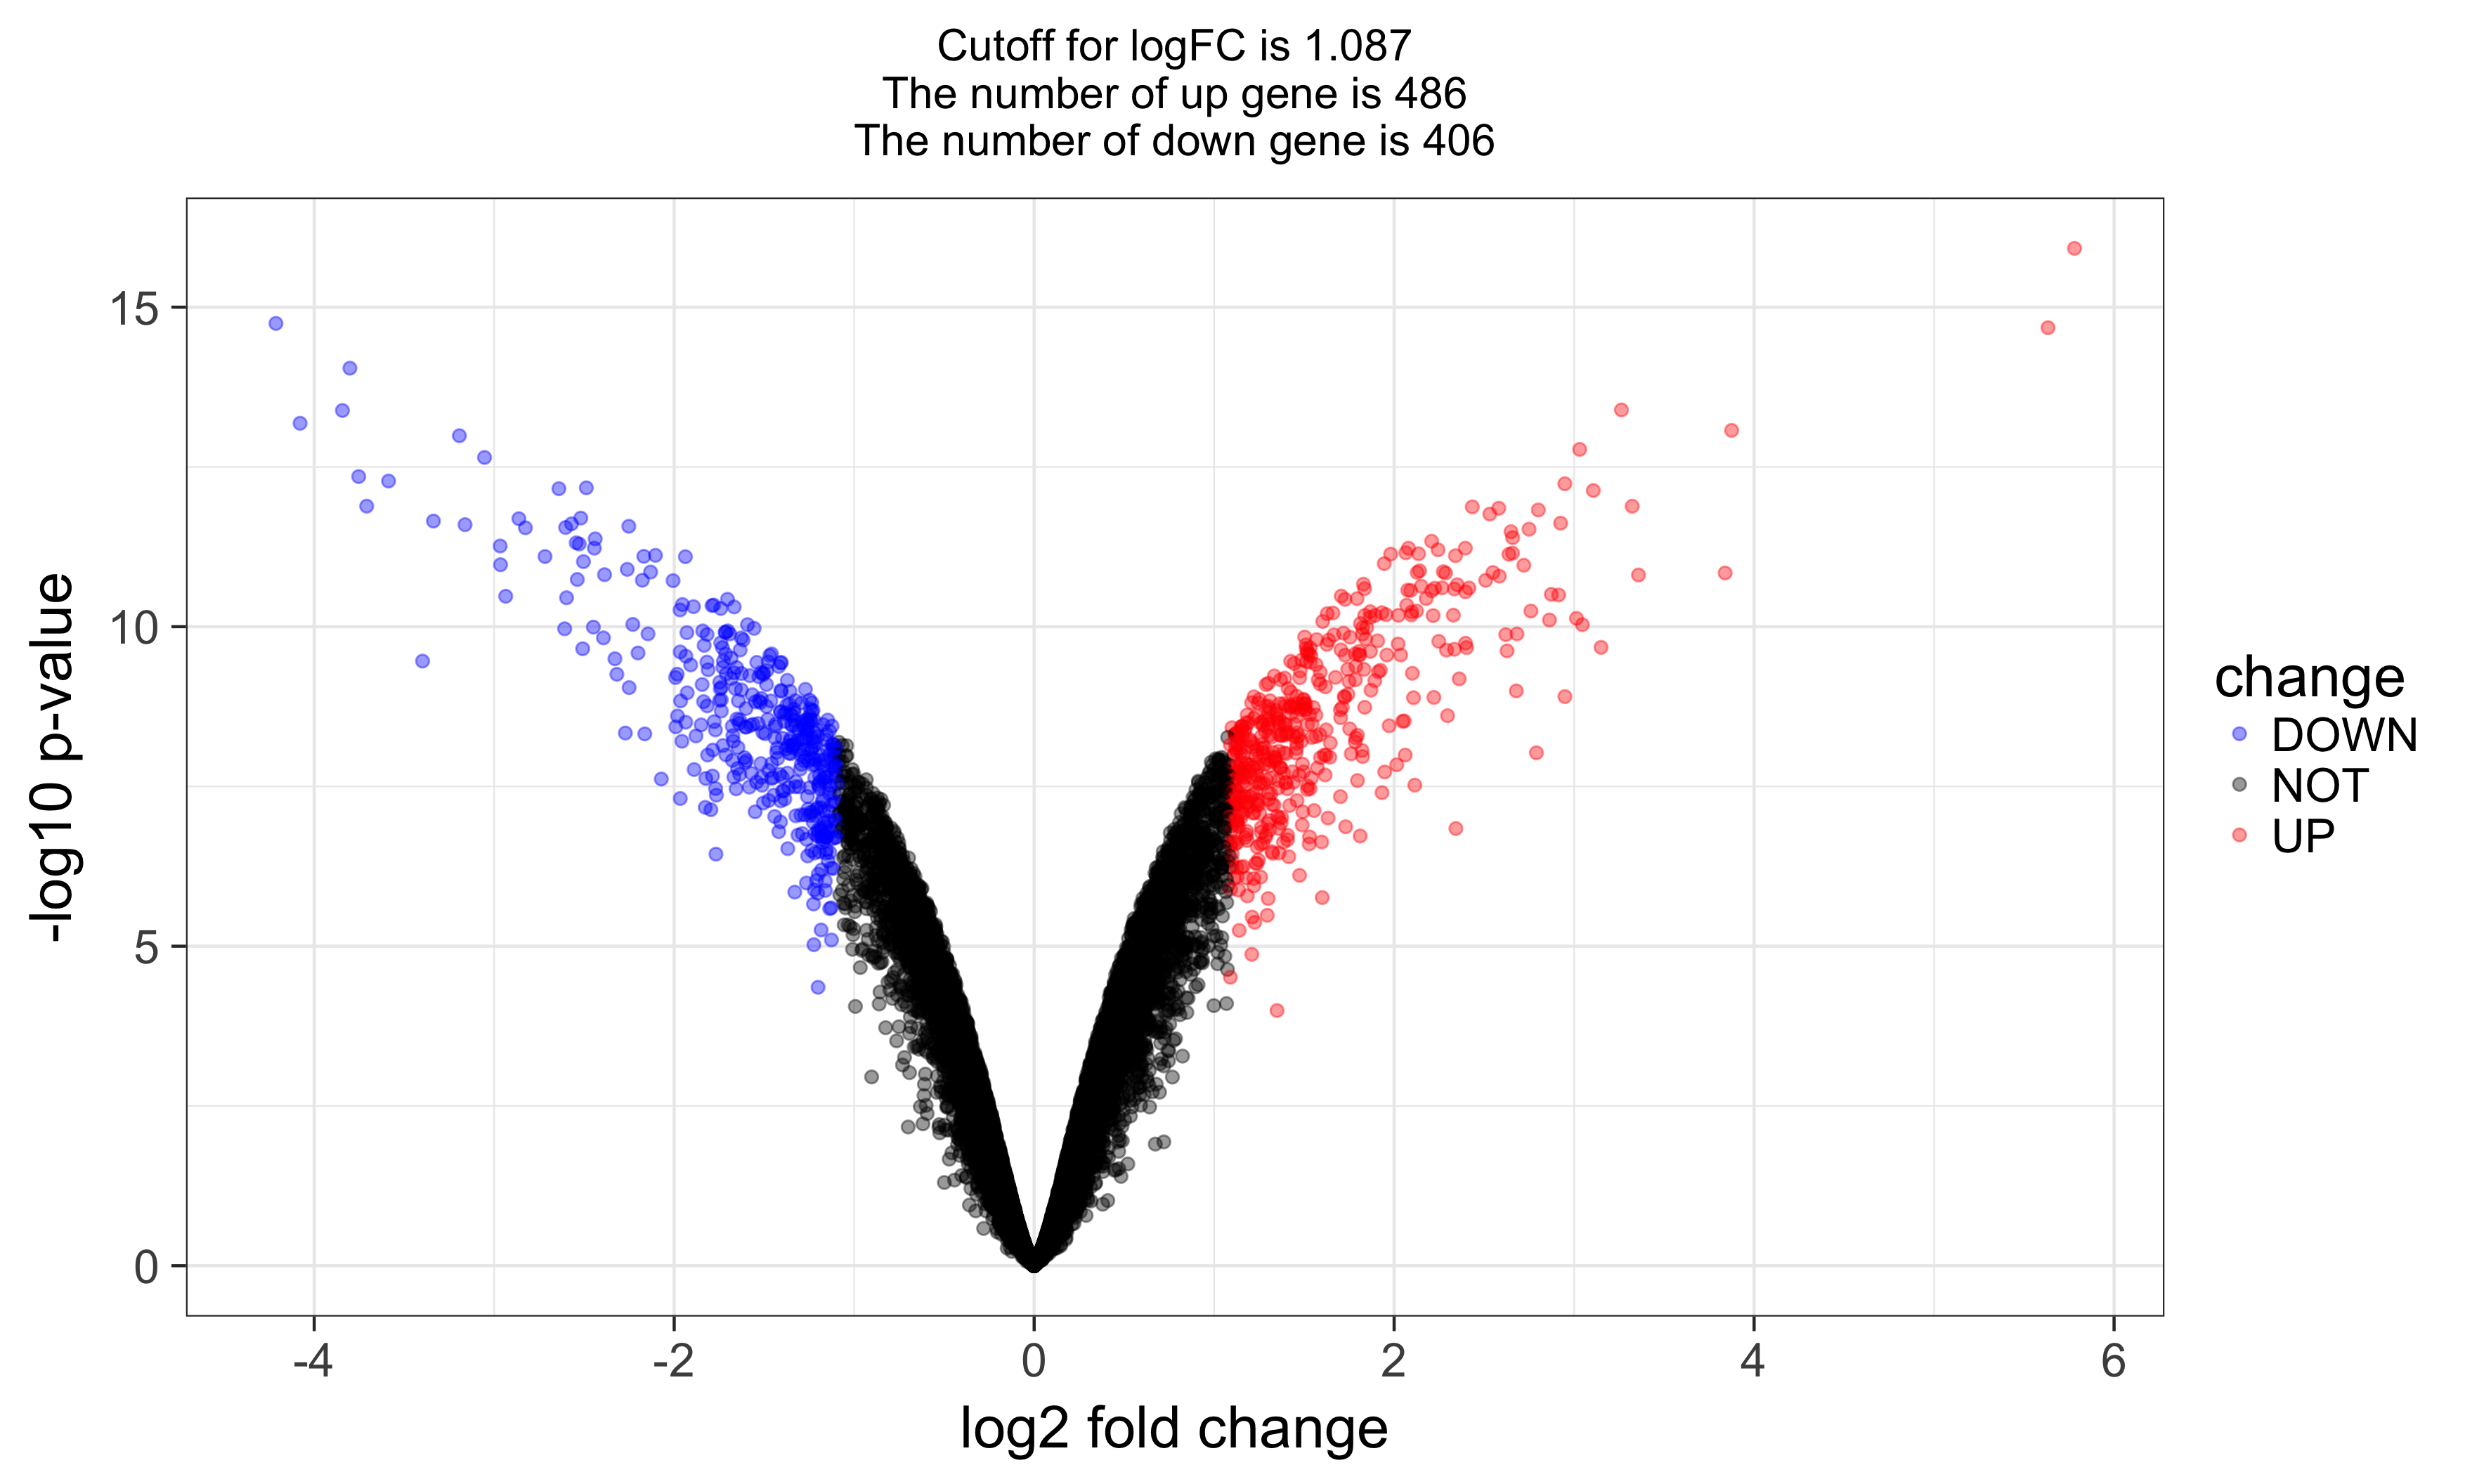 Cutoff for logFC is 1.087
The number of up gene is 486
The number of down gene is 406
-log10 p-value
15
10
5
0
-4
-2
0
2
4
6
log2 fold change
change
DOWN
NOT
UP